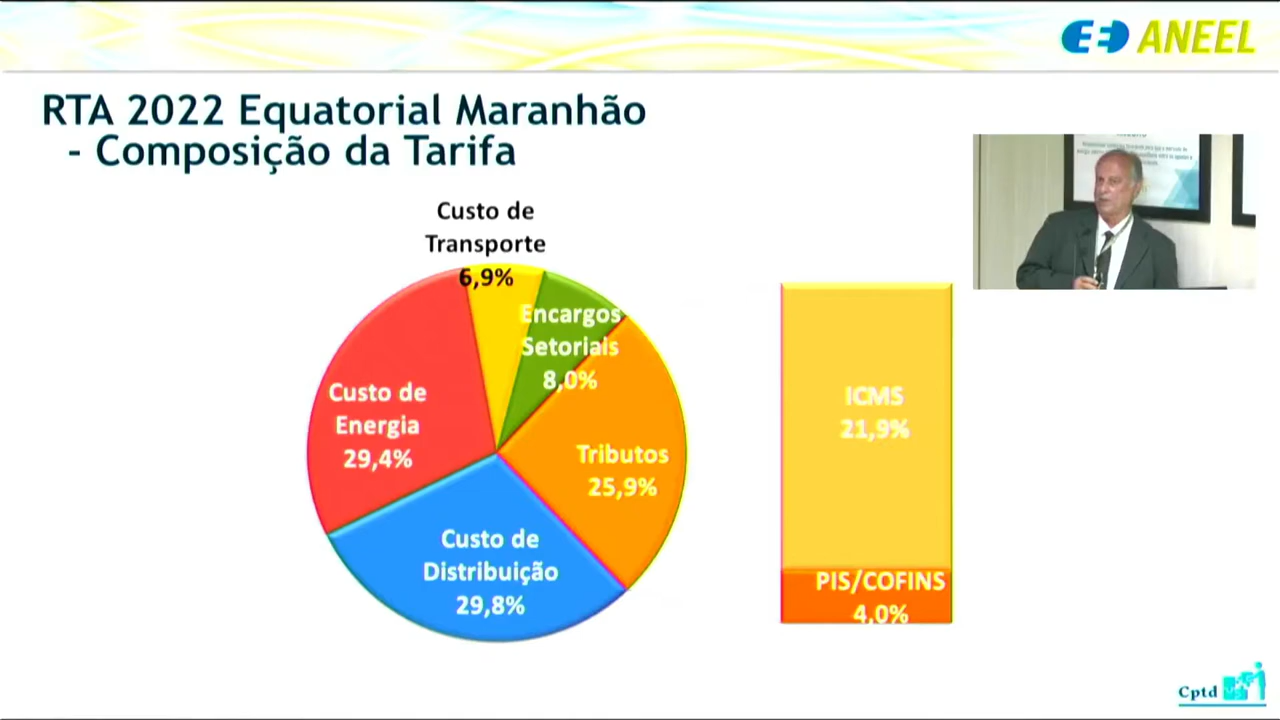 ANEEL
RTA 2022 Equatorial Maranhão
- Composição da Tarifa
Custo de
Transporte
6,9%
Encargos
Setoriais
8,0%
Custo de
Energia
29,4%
Tributos
25,9%
Custo de
Distribuição
29,8%
ICMS
21,9%
PIS/COFINS
4,0%
Cptd